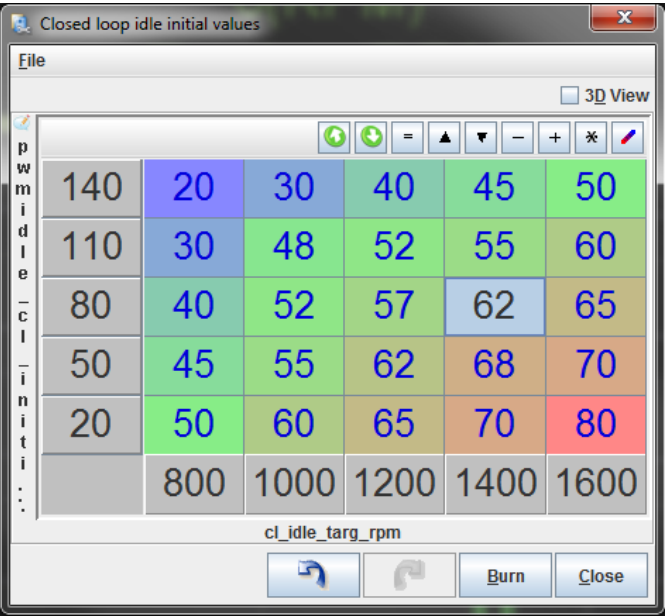 Closed loop idle initial values
File
3D View
= - + *
pwmidle_cl_initi...
140 20 30 40 45 50
110 30 48 52 55 60
80 40 52 57 62 65
50 45 55 62 68 70
20 50 60 65 70 80
800 1000 1200 1400 1600
cl_idle_targ_rpm
Burn Close